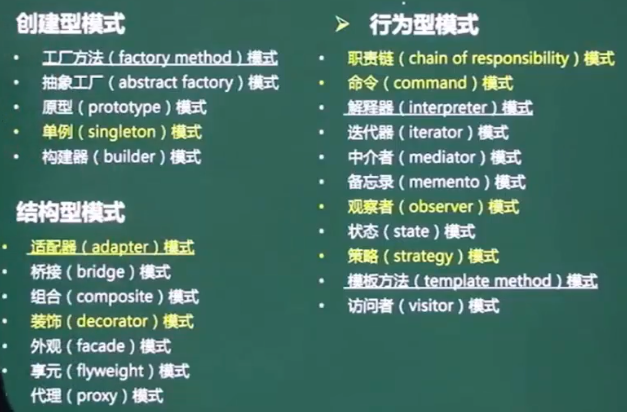 创建型模式
工厂方法（factory method）模式
抽象工厂（abstract factory）模式
原型（prototype）模式
单例（singleton）模式
构建器（builder）模式
结构型模式
适配器（adapter）模式
桥接（bridge）模式
组合（composite）模式
装饰（decorator）模式
外观（facade）模式
享元（flyweight）模式
代理（proxy）模式
行为型模式
职责链（chain of responsibility）模式
命令（command）模式
解释器（interpreter）模式
迭代器（iterator）模式
中介者（mediator）模式
备忘录（memento）模式
观察者（observer）模式
状态（state）模式
策略（strategy）模式
模板方法（template method）模式
访问者（visitor）模式